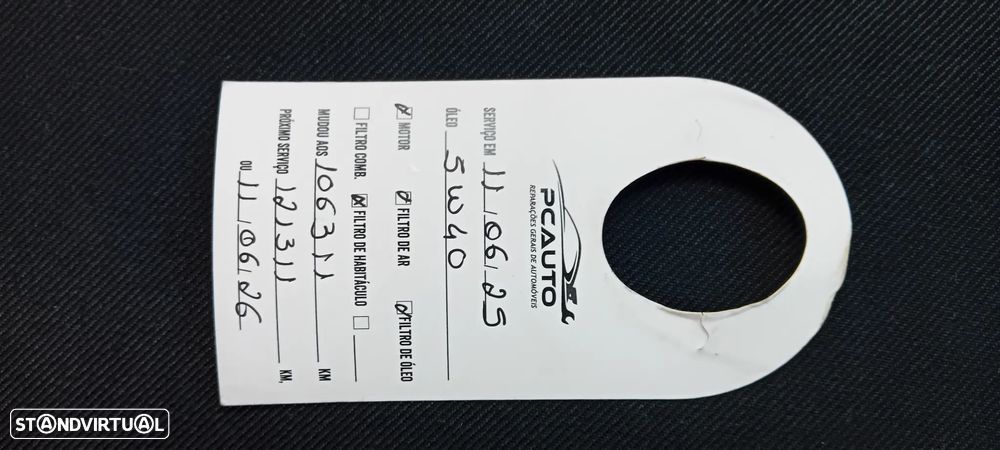 PCAUTO
REPARAÇÕES GERAIS DE AUTOMÓVEIS
SERVIÇO EM 11/06/25
ÓLEO 5W40
☑ MOTOR ☑ FILTRO DE AR ☑ FILTRO DE ÓLEO
☐ FILTRO COMB. ☑ FILTRO DE HABITÁCULO ☐
MUDOU AOS 106311 KM
PRÓXIMO SERVIÇO 121311 KM,
OU 11/06/26
STANDVIRTUAL